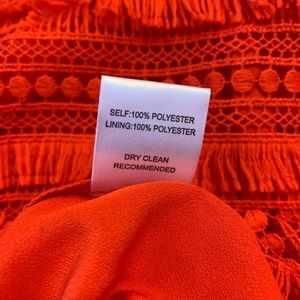 SELF:100% POLYESTER
LINING:100% POLYESTER
DRY CLEAN
RECOMMENDED